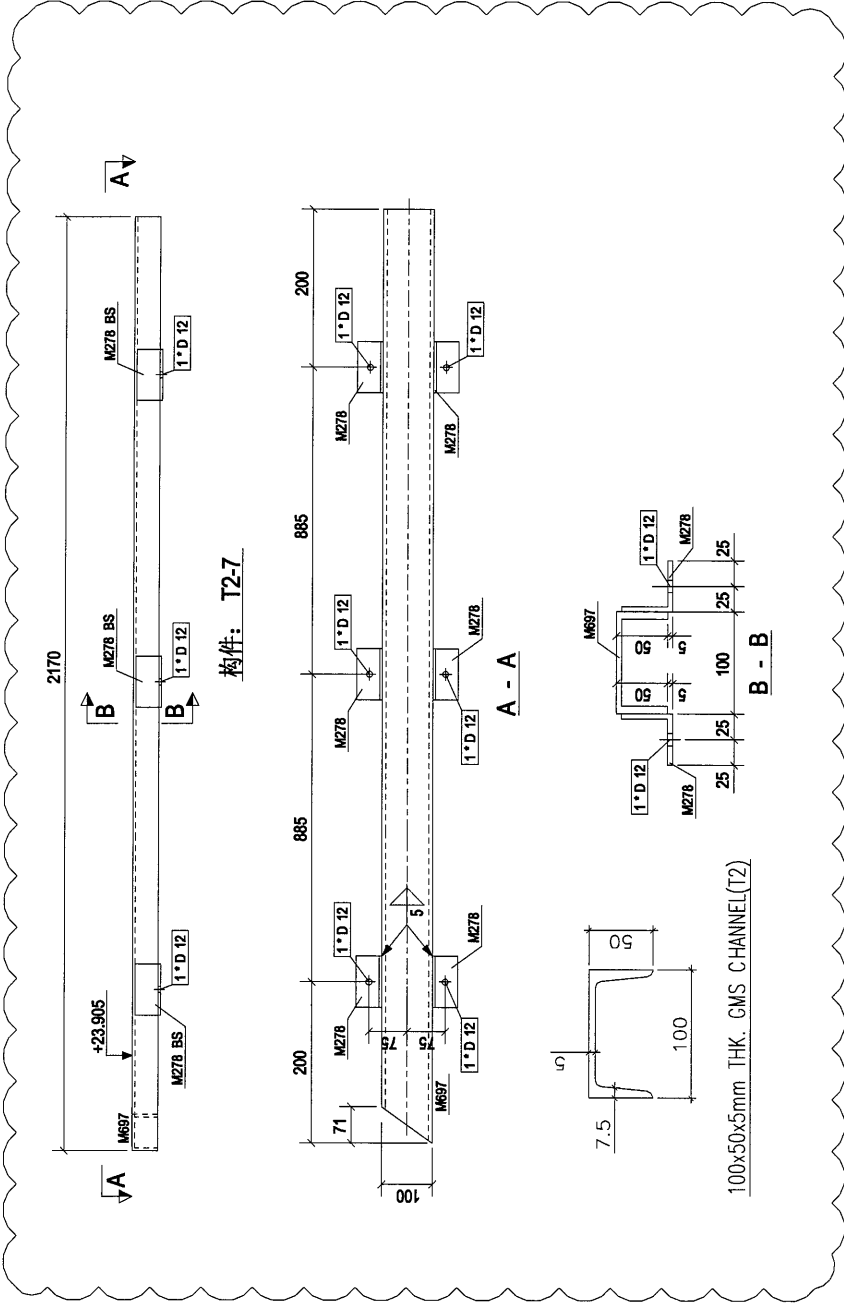 2170
A
A
+23.905
M697
M278 BS
1*D 12
M278 BS
1*D 12
M278 BS
1*D 12
B
B
构件: T2-7
200
885
885
200
71
100
75
75
5
M697
M278
1*D 12
M278
1*D 12
M278
1*D 12
M278
1*D 12
M278
1*D 12
M278
1*D 12
A - A
5
50
100
7.5
100x50x5mm THK. GMS CHANNEL(T2)
M697
1*D 12
M278
1*D 12
M278
50
50
5
5
25
25
100
25
25
B - B